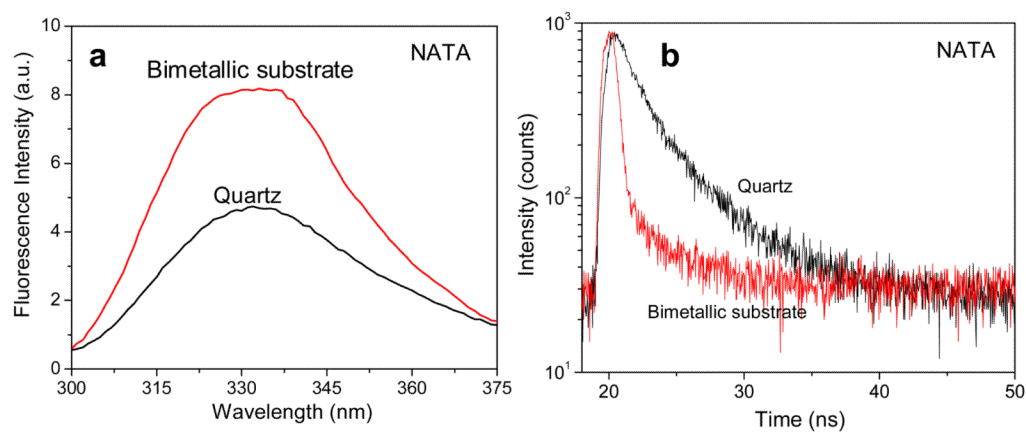 a
NATA
Bimetallic substrate
Quartz
Fluorescence Intensity (a.u.)
10
8
6
4
2
0
300
315
330
345
360
375
Wavelength (nm)
b
NATA
Quartz
Bimetallic substrate
Intensity (counts)
10³
10²
10¹
20
30
40
50
Time (ns)